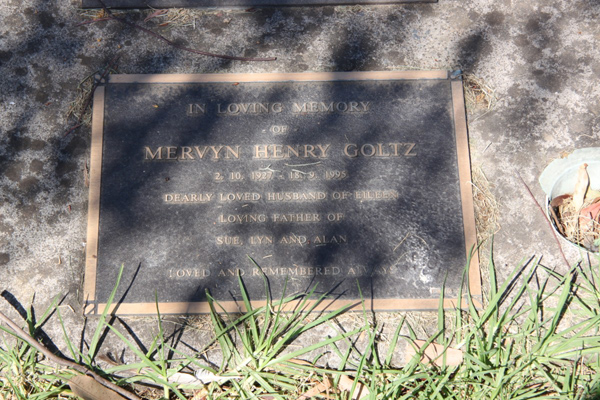 IN LOVING MEMORY
OF
MERVYN HENRY GOLTZ
2. 10. 1927 - 18. 9. 1995
DEARLY LOVED HUSBAND OF EILEEN
LOVING FATHER OF
SUE, LYN AND ALAN
LOVED AND REMEMBERED ALWAYS